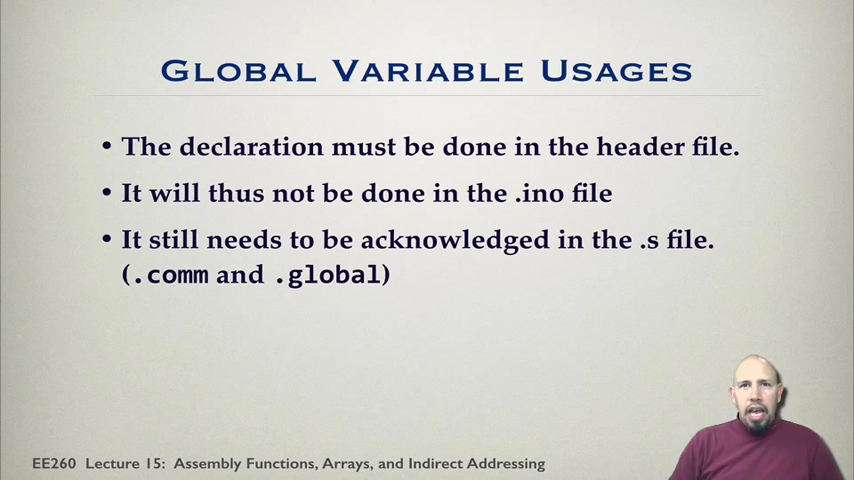 Global Variable Usages
• The declaration must be done in the header file.
• It will thus not be done in the .ino file
• It still needs to be acknowledged in the .s file.
(.comm and .global)
EE260 Lecture 15: Assembly Functions, Arrays, and Indirect Addressing